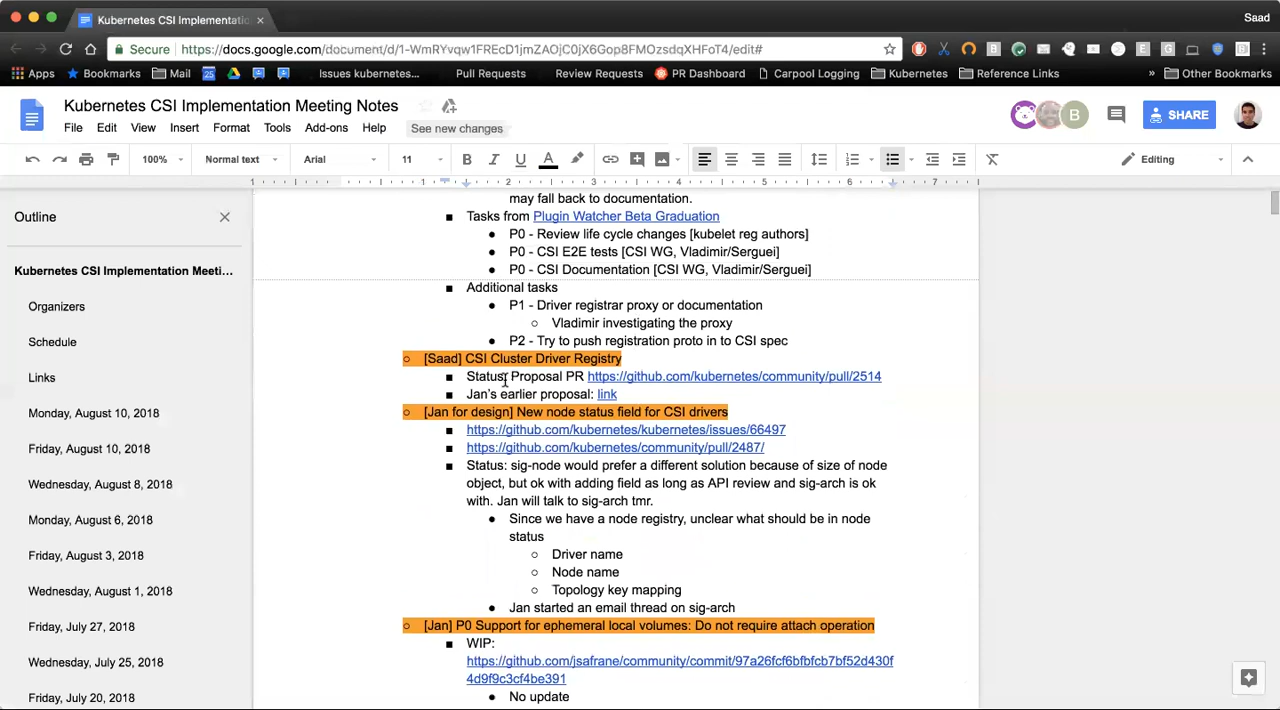 Kubernetes CSI Implementatio
Saad
Secure
https://docs.google.com/document/d/1-WmRYvqw1FREcD1jmZAOjC0jX6Gop8FMOzsdqXHFoT4/edit#
Apps
Bookmarks
Mail
Issues kubernetes...
Pull Requests
Review Requests
PR Dashboard
Carpool Logging
Kubernetes
Reference Links
»
Other Bookmarks
Kubernetes CSI Implementation Meeting Notes
B
SHARE
File Edit View Insert Format Tools Add-ons Help
See new changes
100% Normal text Arial 11 B I U A
Editing
1 1 2 3 4 5 6 7
Outline
Kubernetes CSI Implementation Meeti...
Organizers
Schedule
Links
Monday, August 10, 2018
Friday, August 10, 2018
Wednesday, August 8, 2018
Monday, August 6, 2018
Friday, August 3, 2018
Wednesday, August 1, 2018
Friday, July 27, 2018
Wednesday, July 25, 2018
Friday, July 20, 2018
may fall back to documentation.
■ Tasks from Plugin Watcher Beta Graduation
● P0 - Review life cycle changes [kubelet reg authors]
● P0 - CSI E2E tests [CSI WG, Vladimir/Serguei]
● P0 - CSI Documentation [CSI WG, Vladimir/Serguei]
■ Additional tasks
● P1 - Driver registrar proxy or documentation
○ Vladimir investigating the proxy
● P2 - Try to push registration proto in to CSI spec
○ [Saad] CSI Cluster Driver Registry
■ Status: Proposal PR https://github.com/kubernetes/community/pull/2514
■ Jan's earlier proposal: link
○ [Jan for design] New node status field for CSI drivers
■ https://github.com/kubernetes/kubernetes/issues/66497
■ https://github.com/kubernetes/community/pull/2487/
■ Status: sig-node would prefer a different solution because of size of node
object, but ok with adding field as long as API review and sig-arch is ok
with. Jan will talk to sig-arch tmr.
● Since we have a node registry, unclear what should be in node
status
○ Driver name
○ Node name
○ Topology key mapping
● Jan started an email thread on sig-arch
○ [Jan] P0 Support for ephemeral local volumes: Do not require attach operation
■ WIP:
https://github.com/jsafrane/community/commit/97a26fcf6bfbfcb7bf52d430f
4d9f9c3cf4be391
● No update